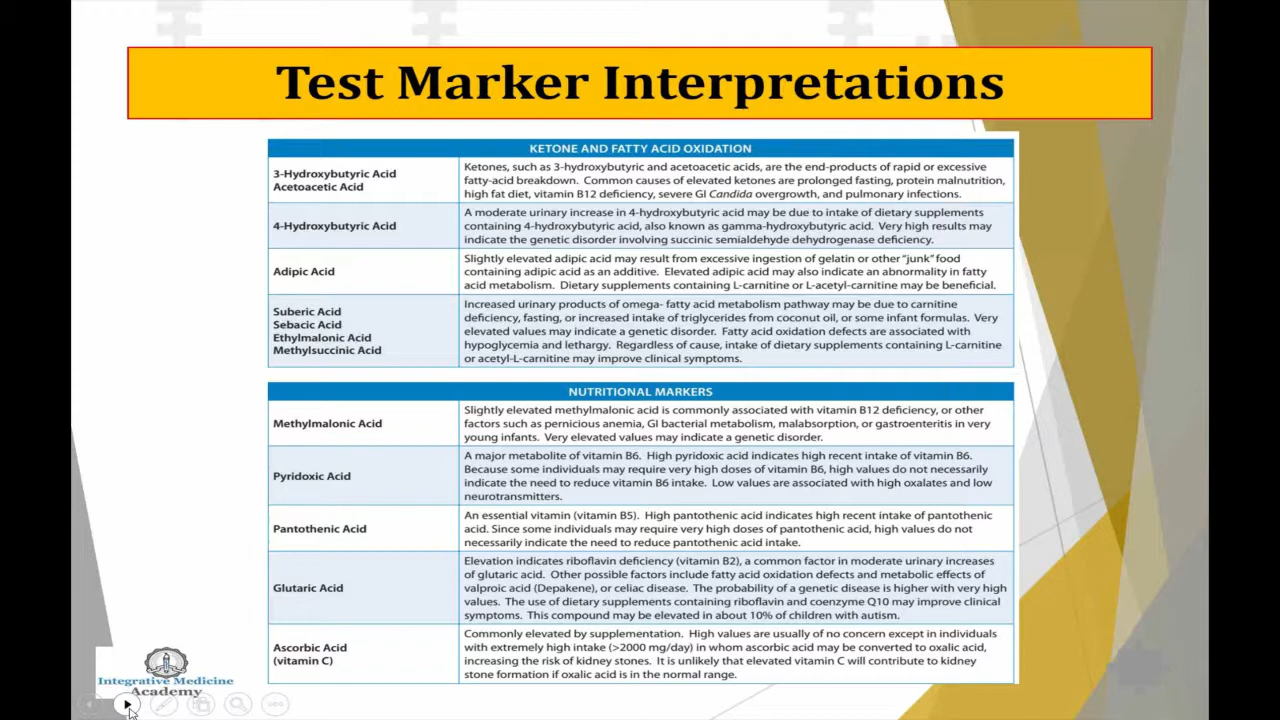 Test Marker Interpretations
KETONE AND FATTY ACID OXIDATION
3-Hydroxybutyric Acid
Acetoacetic Acid
Ketones, such as 3-hydroxybutyric and acetoacetic acids, are the end-products of rapid or excessive
fatty-acid breakdown. Common causes of elevated ketones are prolonged fasting, protein malnutrition,
high fat diet, vitamin B12 deficiency, severe GI Candida overgrowth, and pulmonary infections.
4-Hydroxybutyric Acid
A moderate urinary increase in 4-hydroxybutyric acid may be due to intake of dietary supplements
containing 4-hydroxybutyric acid, also known as gamma-hydroxybutyric acid. Very high results may
indicate the genetic disorder involving succinic semialdehyde dehydrogenase deficiency.
Adipic Acid
Slightly elevated adipic acid may result from excessive ingestion of gelatin or other "junk" food
containing adipic acid as an additive. Elevated adipic acid may also indicate an abnormality in fatty
acid metabolism. Dietary supplements containing L-carnitine or L-acetyl-carnitine may be beneficial.
Suberic Acid
Sebacic Acid
Ethylmalonic Acid
Methylsuccinic Acid
Increased urinary products of omega- fatty acid metabolism pathway may be due to carnitine
deficiency, fasting, or increased intake of triglycerides from coconut oil, or some infant formulas. Very
elevated values may indicate a genetic disorder. Fatty acid oxidation defects are associated with
hypoglycemia and lethargy. Regardless of cause, intake of dietary supplements containing L-carnitine
or acetyl-L-carnitine may improve clinical symptoms.
NUTRITIONAL MARKERS
Methylmalonic Acid
Slightly elevated methylmalonic acid is commonly associated with vitamin B12 deficiency, or other
factors such as pernicious anemia, GI bacterial metabolism, malabsorption, or gastroenteritis in very
young infants. Very elevated values may indicate a genetic disorder.
Pyridoxic Acid
A major metabolite of vitamin B6. High pyridoxic acid indicates high recent intake of vitamin B6.
Because some individuals may require very high doses of vitamin B6, high values do not necessarily
indicate the need to reduce vitamin B6 intake. Low values are associated with high oxalates and low
neurotransmitters.
Pantothenic Acid
An essential vitamin (vitamin B5). High pantothenic acid indicates high recent intake of pantothenic
acid. Since some individuals may require very high doses of pantothenic acid, high values do not
necessarily indicate the need to reduce pantothenic acid intake.
Glutaric Acid
Elevation indicates riboflavin deficiency (vitamin B2), a common factor in moderate urinary increases
of glutaric acid. Other possible factors include fatty acid oxidation defects and metabolic effects of
valproic acid (Depakene), or celiac disease. The probability of a genetic disease is higher with very high
values. The use of dietary supplements containing riboflavin and coenzyme Q10 may improve clinical
symptoms. This compound may be elevated in about 10% of children with autism.
Ascorbic Acid
(vitamin C)
Commonly elevated by supplementation. High values are usually of no concern except in individuals
with extremely high intake (>2000 mg/day) in whom ascorbic acid may be converted to oxalic acid,
increasing the risk of kidney stones. It is unlikely that elevated vitamin C will contribute to kidney
stone formation if oxalic acid is in the normal range.
Integrative Medicine
Academy